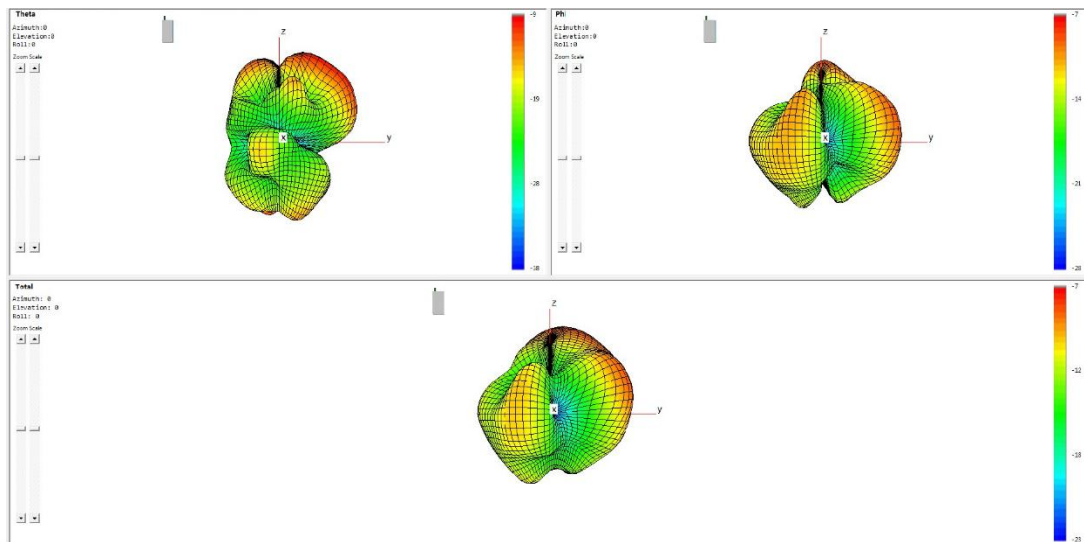 Theta
Azimuth:0
Elevation:0
Roll:0
Zoom Scale
z
x
y
-9
-19
-28
-38
Phi
Azimuth:0
Elevation:0
Roll:0
Zoom Scale
z
x
y
-7
-14
-21
-28
Total
Azimuth: 0
Elevation: 0
Roll: 0
Zoom Scale
z
x
y
-7
-12
-18
-23